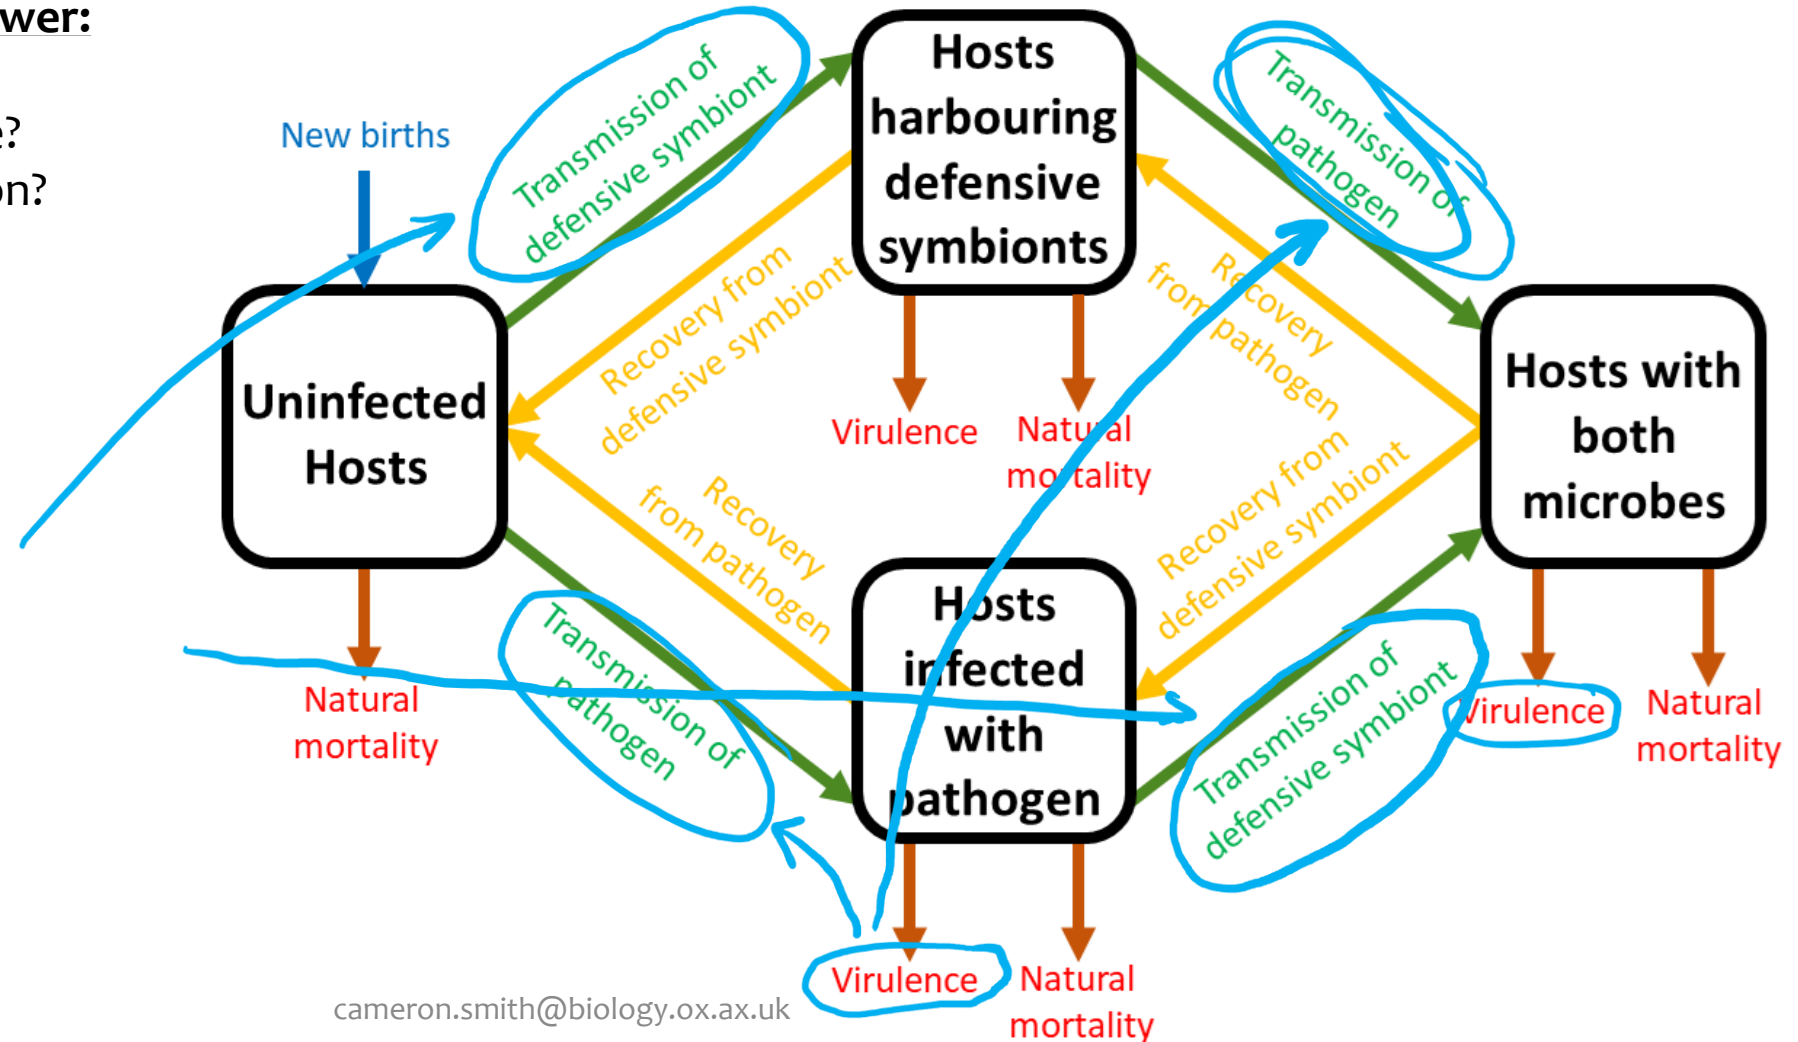 wer:
e?
on?
New births
Transmission of
defensive symbiont
Hosts
harbouring
defensive
symbionts
Transmission of
pathogen
Recovery from
defensive symbiont
Recovery
from pathogen
Virulence
Natural
mortality
Uninfected
Hosts
Hosts with
both
microbes
Recovery
from pathogen
Recovery from
defensive symbiont
Transmission of
pathogen
Hosts
infected
with
pathogen
Transmission of
defensive symbiont
Natural
mortality
Virulence
Natural
mortality
Virulence
Natural
mortality
cameron.smith@biology.ox.ax.uk